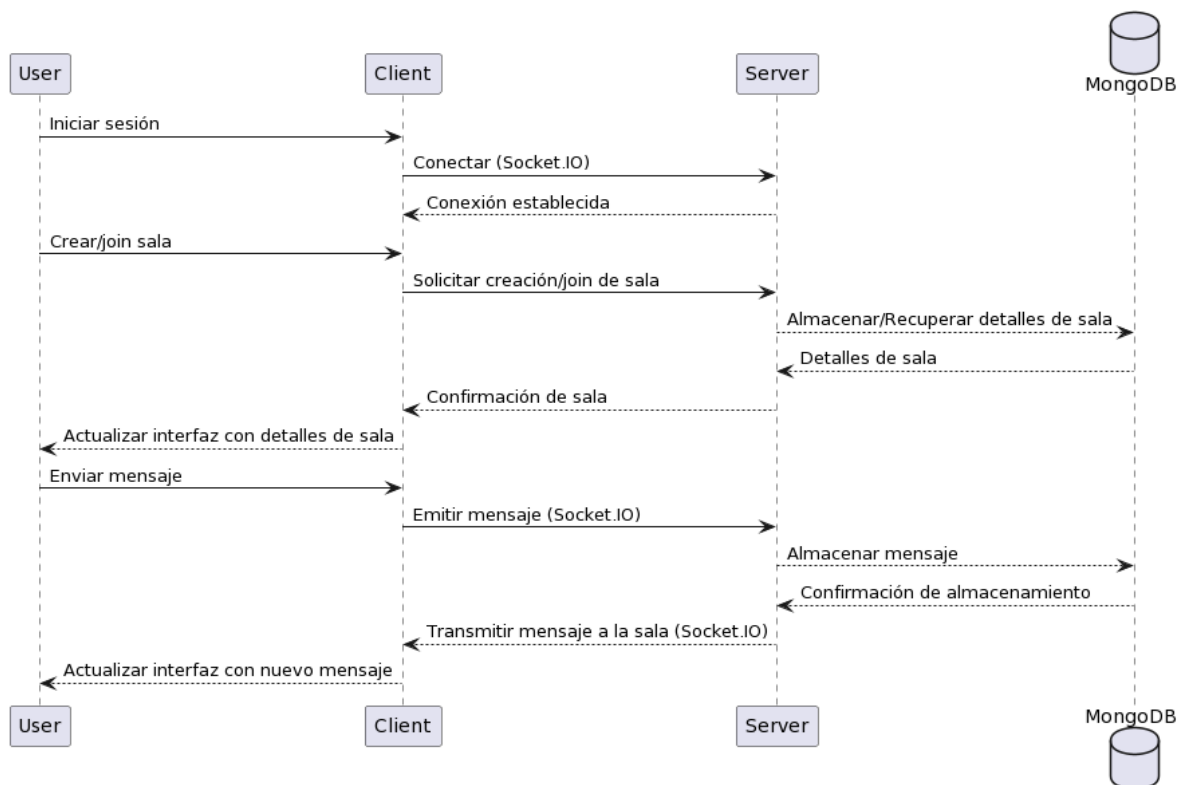 User
Client
Server
MongoDB
Iniciar sesión
Conectar (Socket.IO)
Conexión establecida
Crear/join sala
Solicitar creación/join de sala
Almacenar/Recuperar detalles de sala
Detalles de sala
Confirmación de sala
Actualizar interfaz con detalles de sala
Enviar mensaje
Emitir mensaje (Socket.IO)
Almacenar mensaje
Confirmación de almacenamiento
Transmitir mensaje a la sala (Socket.IO)
Actualizar interfaz con nuevo mensaje
User
Client
Server
MongoDB